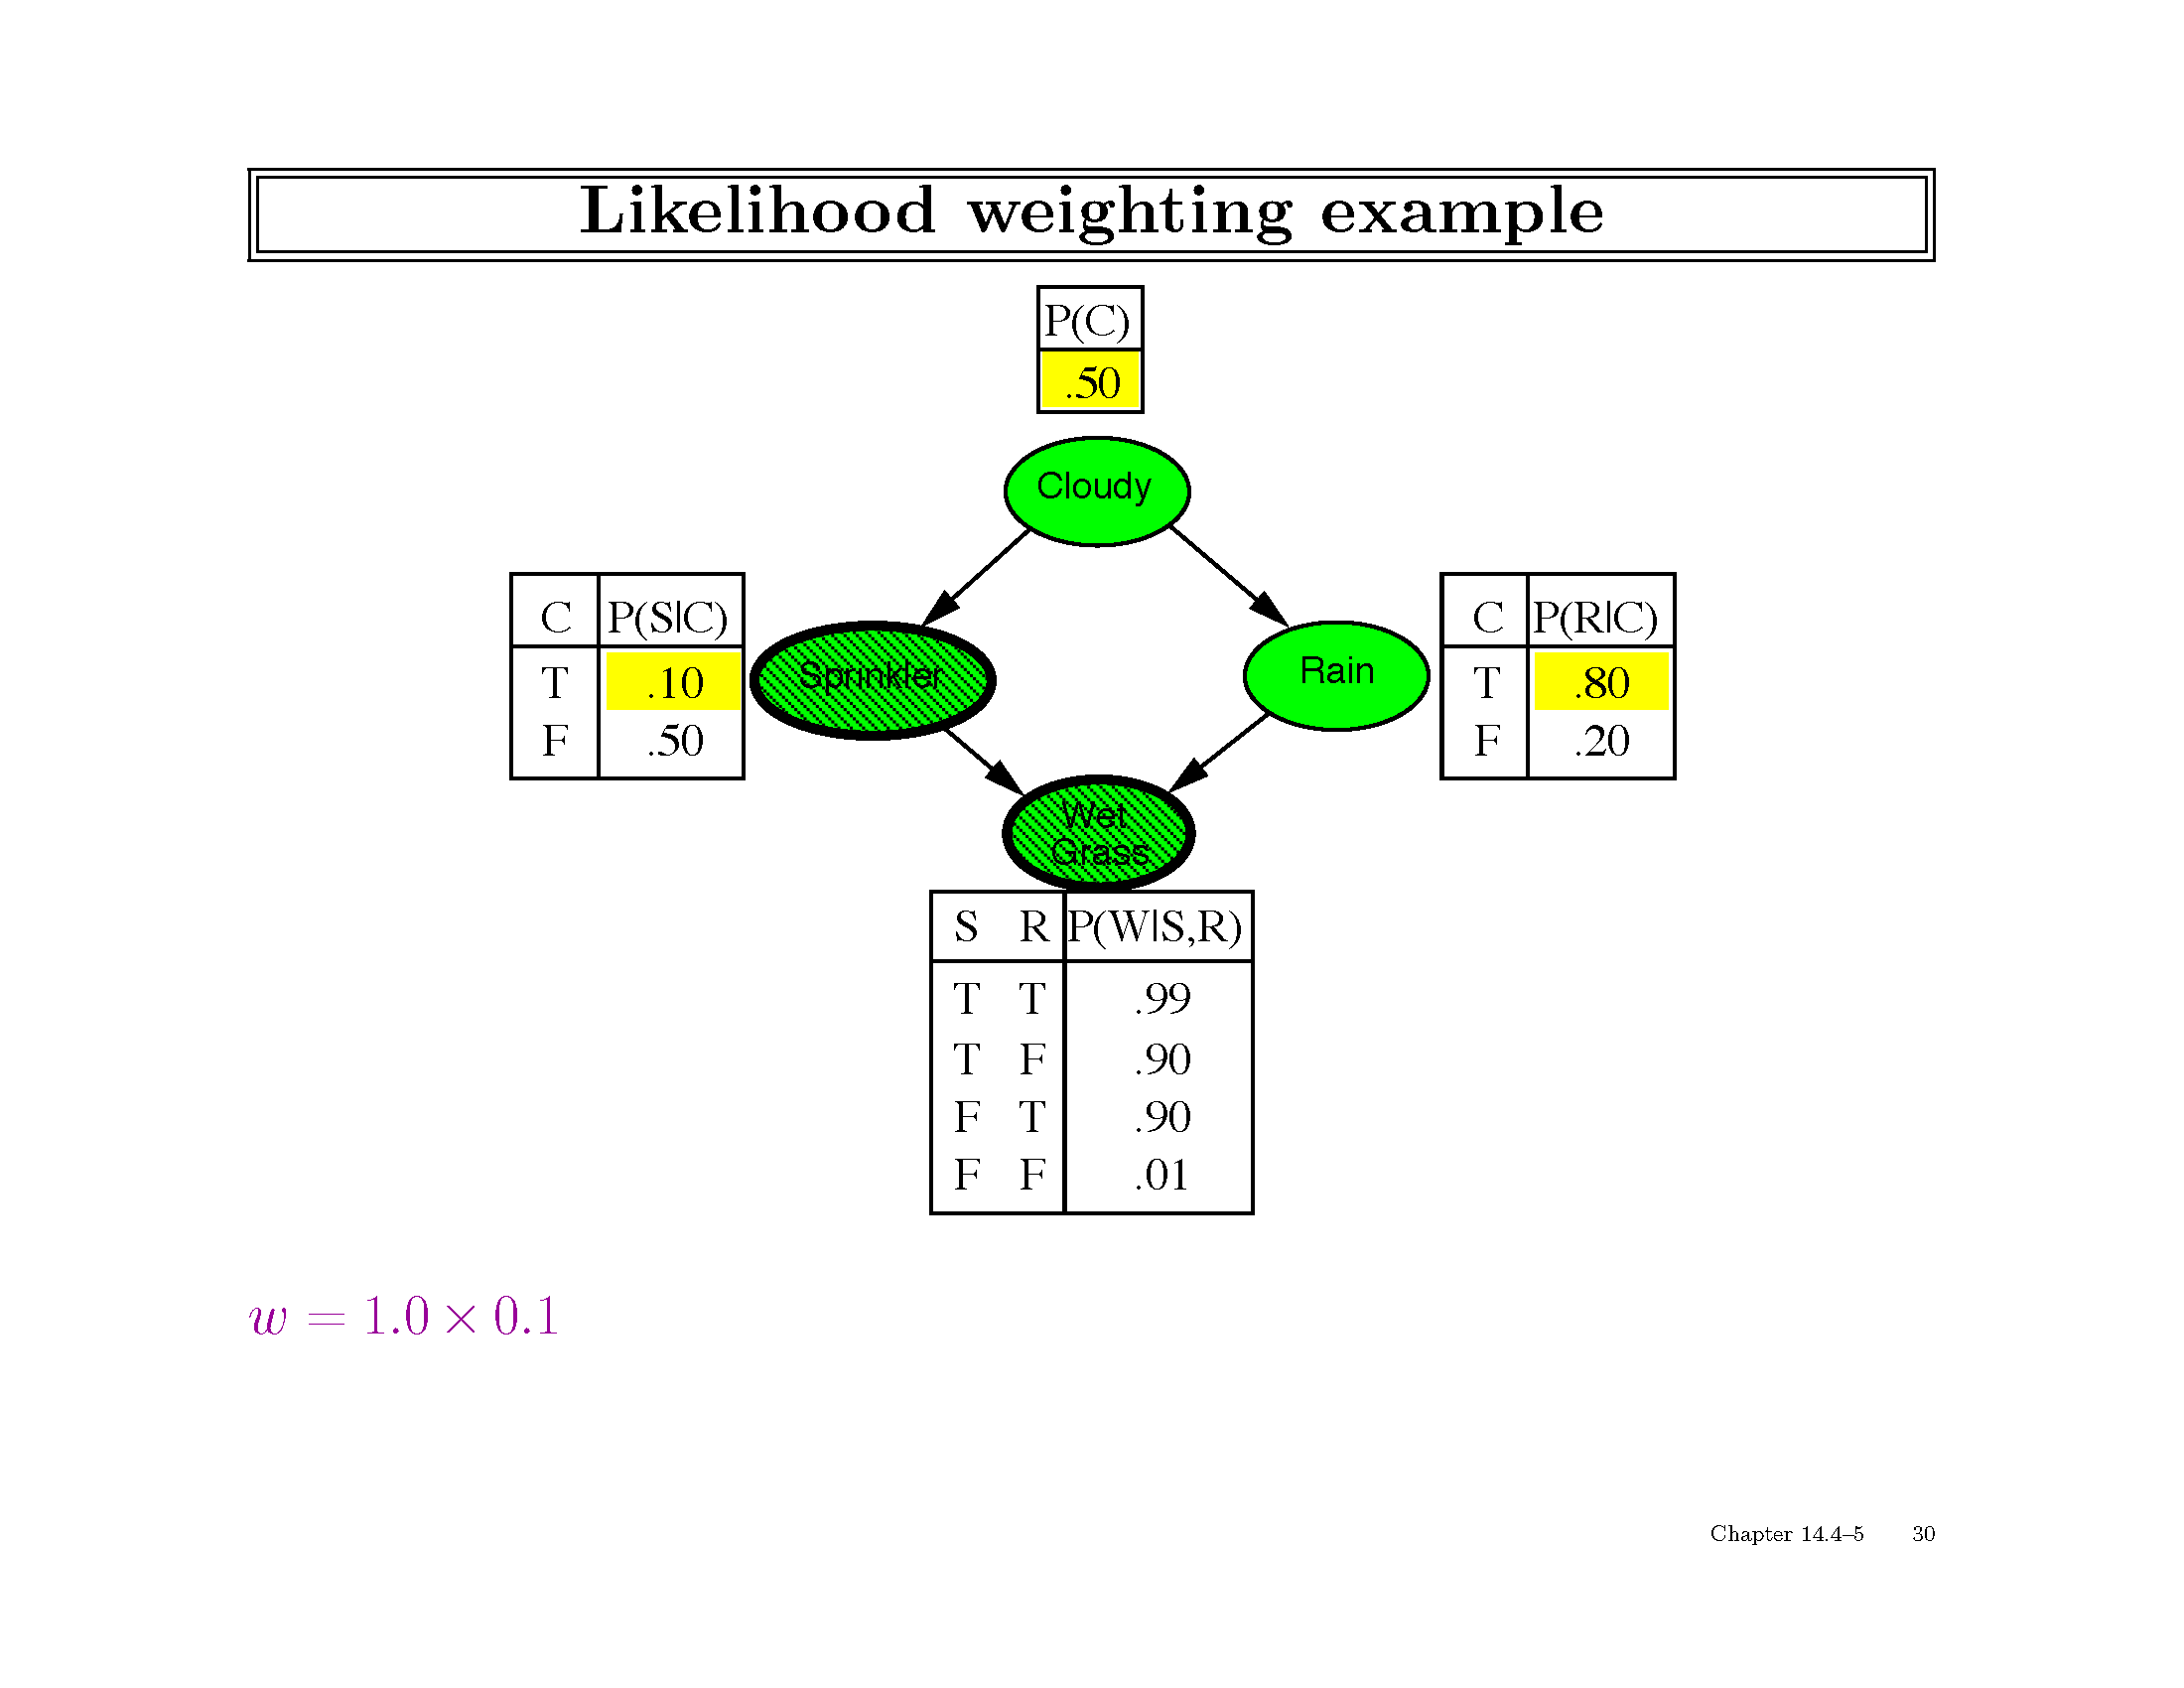 Likelihood weighting example
P(C)
.50
Cloudy
C P(S|C)
T .10
F .50
Sprinkler
Rain
C P(R|C)
T .80
F .20
Wet
Grass
S R P(W|S,R)
T T .99
T F .90
F T .90
F F .01
w = 1.0 × 0.1
Chapter 14.4–5 30